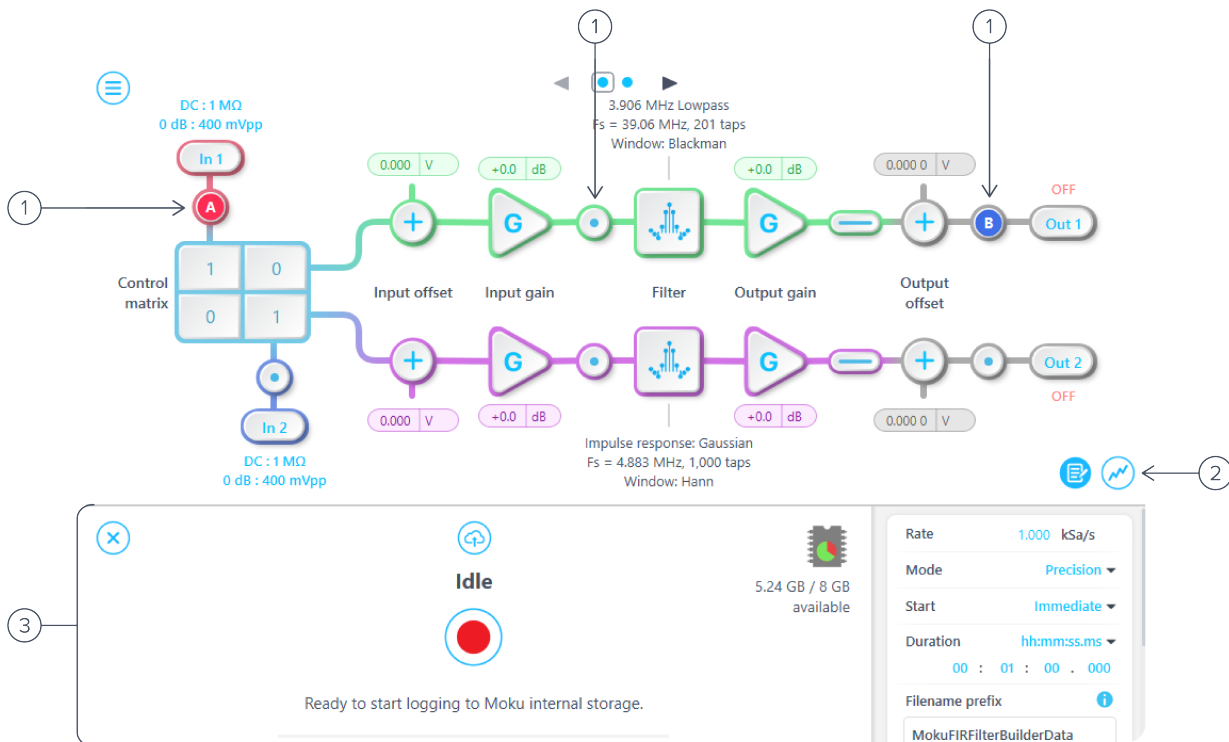 1
1
DC : 1 MΩ
0 dB : 400 mVpp
3.906 MHz Lowpass
Fs = 39.06 MHz, 201 taps
Window: Blackman
In 1
0.000 V
+0.0 dB
+0.0 dB
0.000 0 V
1
A
OFF
G
G
B
Out 1
1 0
Control
matrix
Input offset
Input gain
Filter
Output gain
Output
offset
0 1
G
G
Out 2
In 2
0.000 V
+0.0 dB
+0.0 dB
0.000 0 V
OFF
DC : 1 MΩ
0 dB : 400 mVpp
Impulse response: Gaussian
Fs = 4.883 MHz, 1,000 taps
Window: Hann
2
3
Idle
5.24 GB / 8 GB
available
Ready to start logging to Moku internal storage.
Rate 1.000 kSa/s
Mode Precision
Start Immediate
Duration hh:mm:ss.ms
00 : 01 : 00 . 000
Filename prefix i
MokuFIRFilterBuilderData